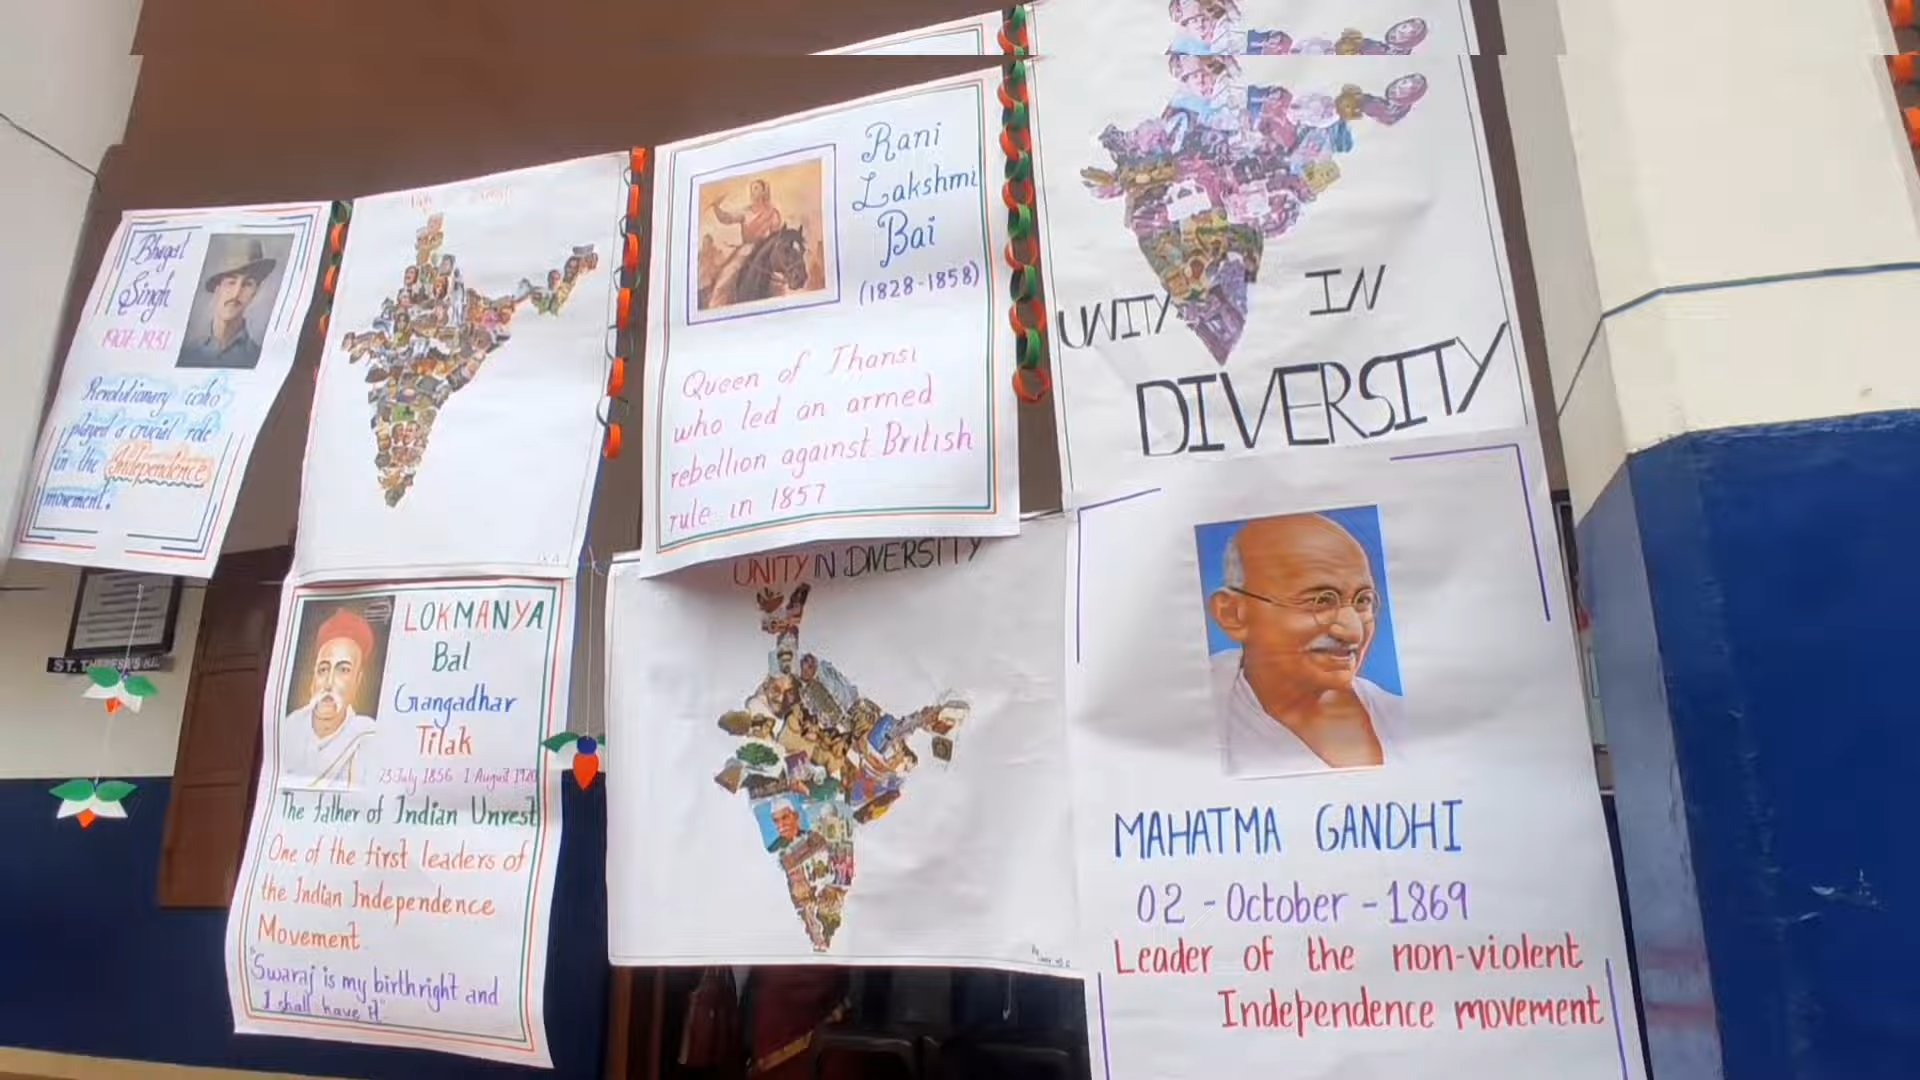 Bhagat
Singh
1907-1931
Revolutionary who
played a crucial role
in the Independence
movement.
Rani
Lakshmi
Bai
(1828-1858)
Queen of Jhansi
who led an armed
rebellion against British
rule in 1857
UNITY IN
DIVERSITY
ST. THERESA'S
LOKMANYA
Bal
Gangadhar
Tilak
23 July 1856 1 August 1920
The father of Indian Unrest
One of the first leaders of
the Indian Independence
Movement
"Swaraj is my birthright and
I shall have it"
UNITY IN DIVERSITY
MAHATMA GANDHI
02 - October - 1869
Leader of the non-violent
Independence movement